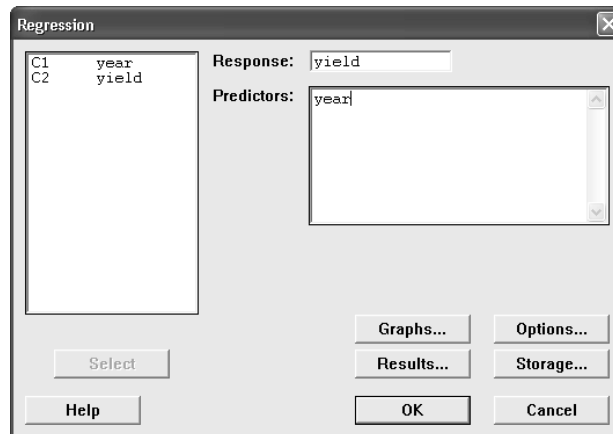 Regression
C1 year
C2 yield
Response: yield
Predictors: year
Graphs... Options...
Select Results... Storage...
Help OK Cancel